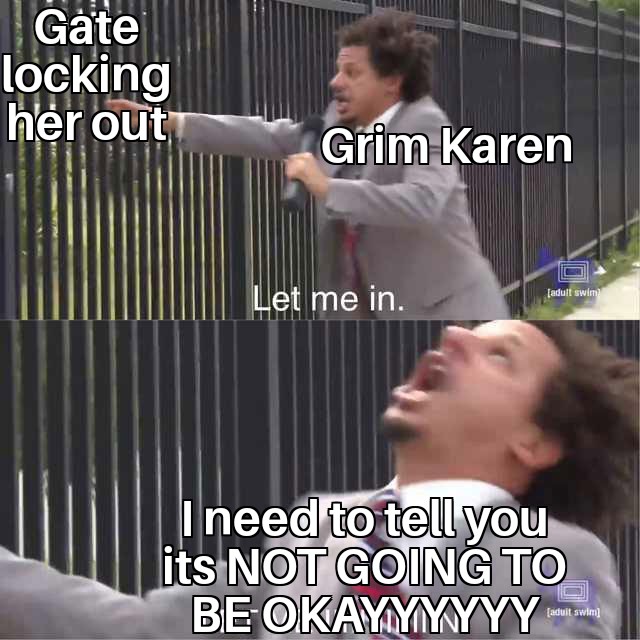 Gate
locking
her out
Grim Karen
Let me in.
[adult swim]
I need to tell you
its NOT GOING TO
BE OKAYYYYYYY
[adult swim]